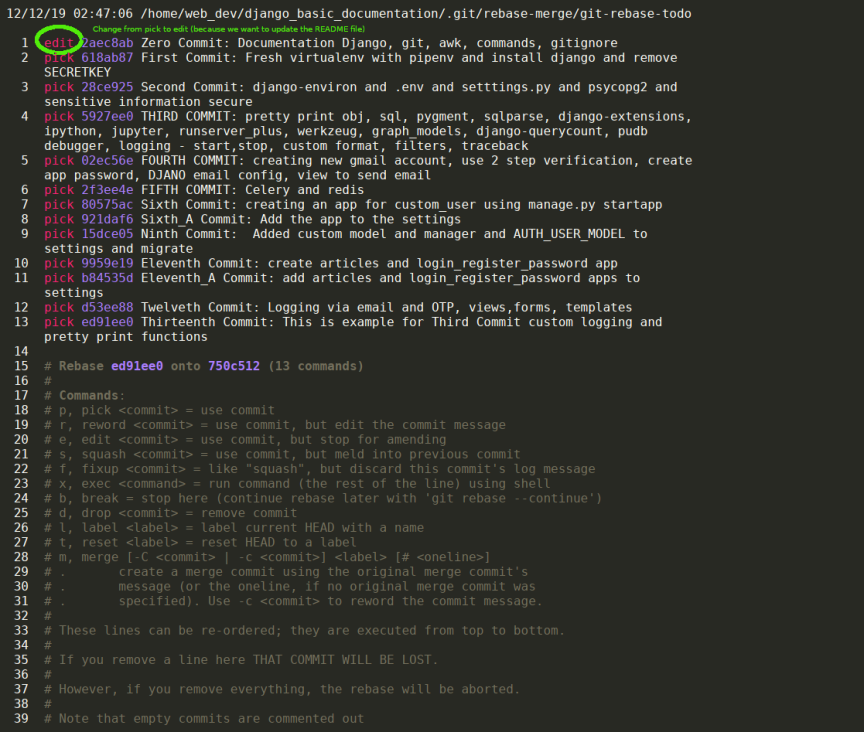 12/12/19 02:47:06 /home/web_dev/django_basic_documentation/.git/rebase-merge/git-rebase-todo
Change from pick to edit (because we want to update the README file)
1 edit 2aec8ab Zero Commit: Documentation Django, git, awk, commands, gitignore
2 pick 618ab87 First Commit: Fresh virtualenv with pipenv and install django and remove
SECRETKEY
3 pick 28ce925 Second Commit: django-environ and .env and setttings.py and psycopg2 and
sensitive information secure
4 pick 5927ee0 THIRD COMMIT: pretty print obj, sql, pygment, sqlparse, django-extensions,
ipython, jupyter, runserver_plus, werkzeug, graph_models, django-querycount, pudb
debugger, logging - start,stop, custom format, filters, traceback
5 pick 02ec56e FOURTH COMMIT: creating new gmail account, use 2 step verification, create
app password, DJANO email config, view to send email
6 pick 2f3ee4e FIFTH COMMIT: Celery and redis
7 pick 80575ac Sixth Commit: creating an app for custom_user using manage.py startapp
8 pick 921daf6 Sixth_A Commit: Add the app to the settings
9 pick 15dce05 Ninth Commit:  Added custom model and manager and AUTH_USER_MODEL to
settings and migrate
10 pick 9959e19 Eleventh Commit: create articles and login_register_password app
11 pick b84535d Eleventh_A Commit: add articles and login_register_password apps to
settings
12 pick d53ee88 Twelveth Commit: Logging via email and OTP, views,forms, templates
13 pick ed91ee0 Thirteenth Commit: This is example for Third Commit custom logging and
pretty print functions
14
15 # Rebase ed91ee0 onto 750c512 (13 commands)
16 #
17 # Commands:
18 # p, pick <commit> = use commit
19 # r, reword <commit> = use commit, but edit the commit message
20 # e, edit <commit> = use commit, but stop for amending
21 # s, squash <commit> = use commit, but meld into previous commit
22 # f, fixup <commit> = like "squash", but discard this commit's log message
23 # x, exec <command> = run command (the rest of the line) using shell
24 # b, break = stop here (continue rebase later with 'git rebase --continue')
25 # d, drop <commit> = remove commit
26 # l, label <label> = label current HEAD with a name
27 # t, reset <label> = reset HEAD to a label
28 # m, merge [-C <commit> | -c <commit>] <label> [# <oneline>]
29 # .       create a merge commit using the original merge commit's
30 # .       message (or the oneline, if no original merge commit was
31 # .       specified). Use -c <commit> to reword the commit message.
32 #
33 # These lines can be re-ordered; they are executed from top to bottom.
34 #
35 # If you remove a line here THAT COMMIT WILL BE LOST.
36 #
37 # However, if you remove everything, the rebase will be aborted.
38 #
39 # Note that empty commits are commented out